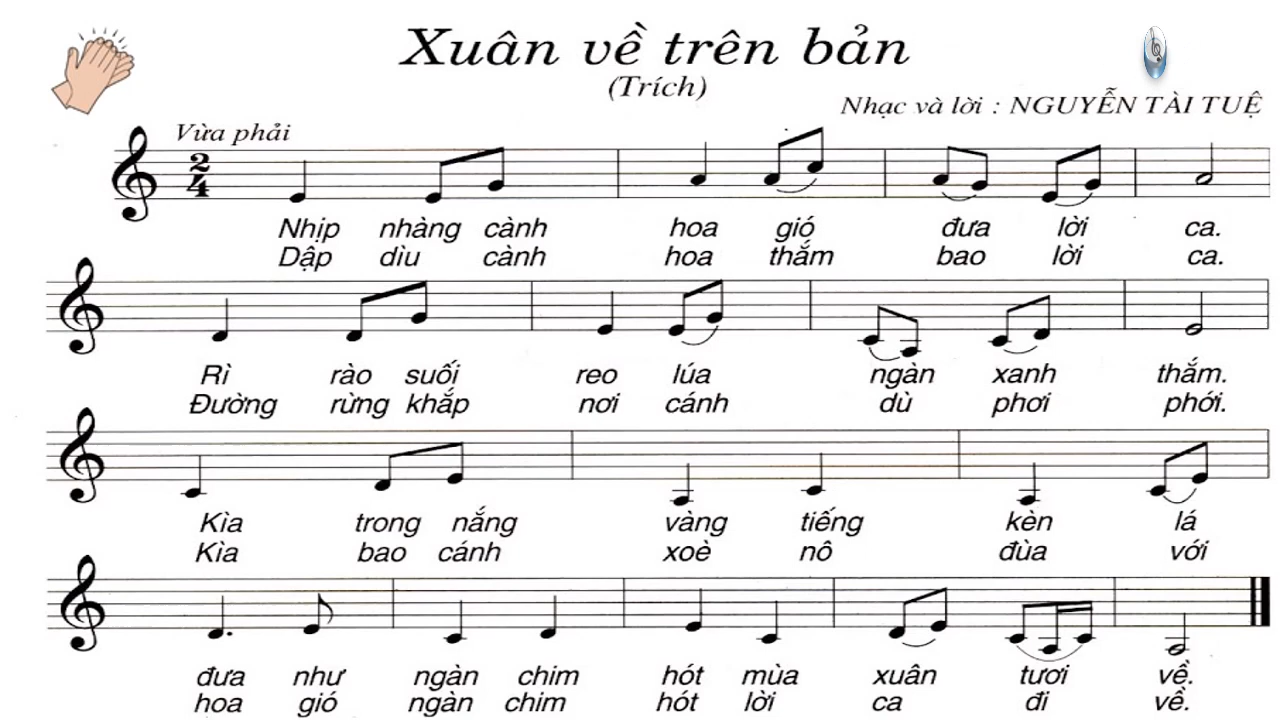 Xuân về trên bản
(Trích)
Nhạc và lời : NGUYỄN TÀI TUỆ
Vừa phải
2
4
Nhịp nhàng cành hoa gió đưa lời ca.
Dập dìu cành hoa thắm bao lời ca.
Rì rào suối reo lúa ngàn xanh thắm.
Đường rừng khắp nơi cánh dù phơi phới.
Kìa trong nắng vàng tiếng kèn lá
Kìa bao cánh xoè nô đùa với
đưa như ngàn chim hót mùa xuân tươi về.
hoa gió ngàn chim hót lời ca đi về.